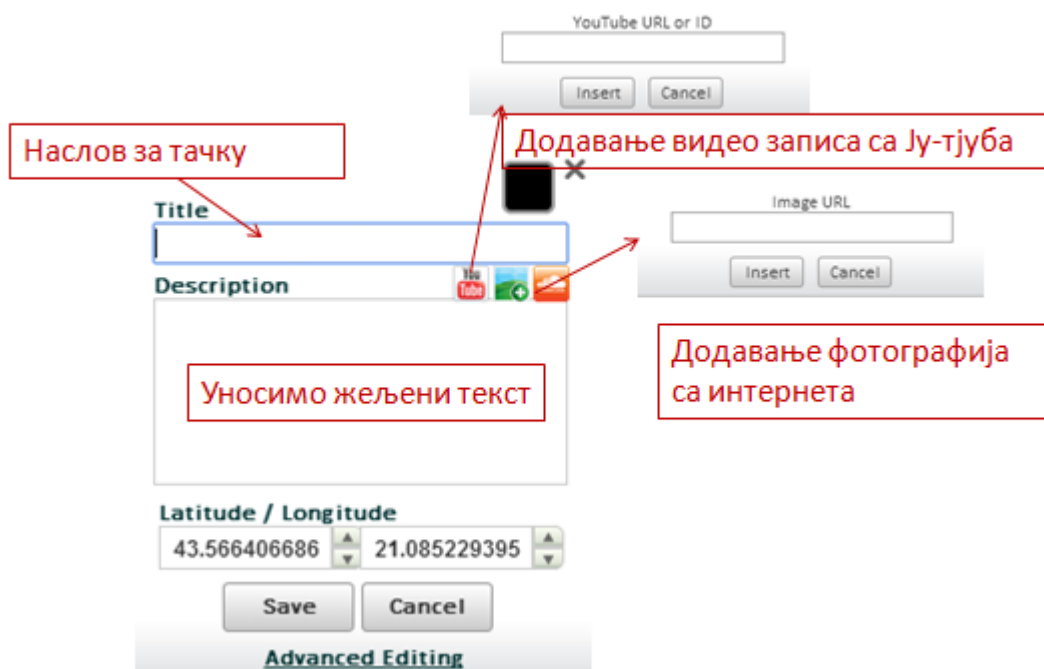 YouTube URL or ID
Insert Cancel
Наслов за тачку
Додавање видео записа са Ју-тјуба
Title
Image URL
Insert Cancel
Description
You
Tube
Додавање фотографија
са интернета
Уносимо жељени текст
Latitude / Longitude
43.566406686 21.085229395
Save Cancel
Advanced Editing